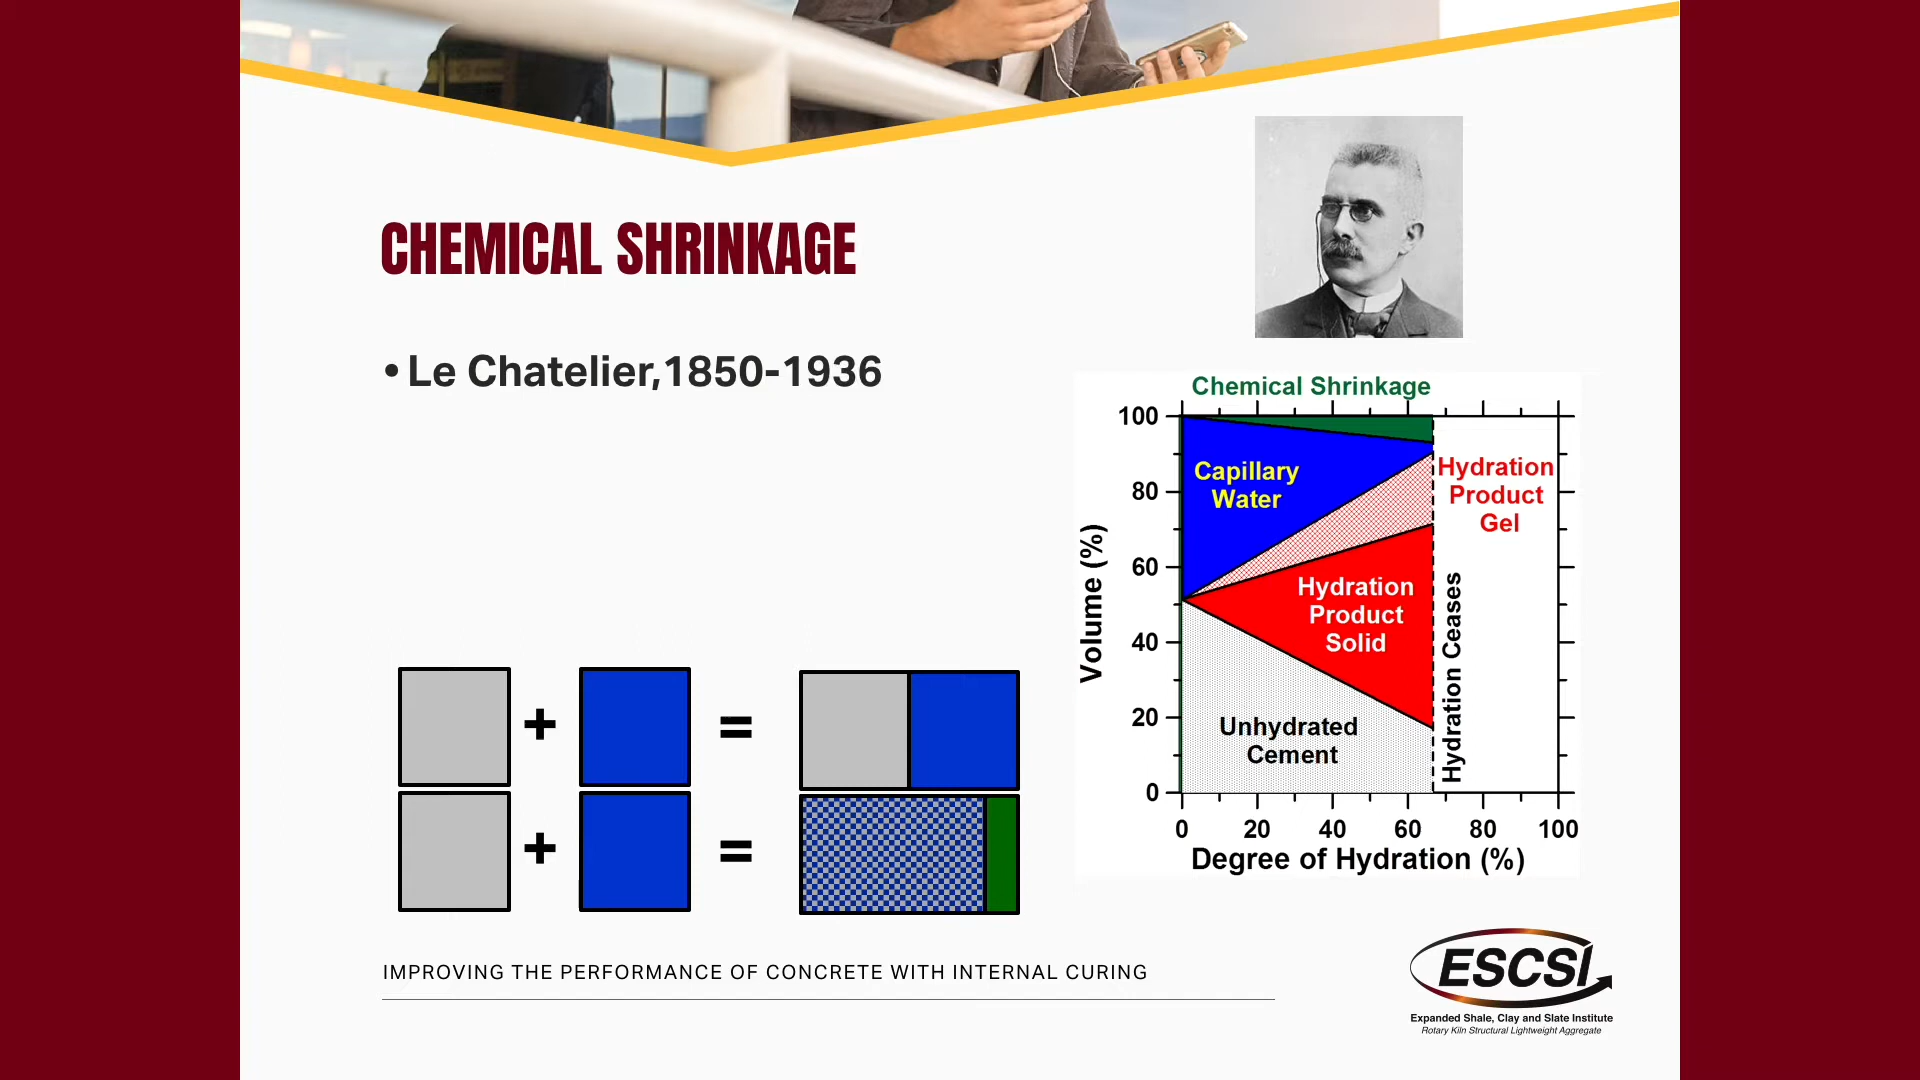 CHEMICAL SHRINKAGE
• Le Chatelier,1850-1936
+
=
+
=
Chemical Shrinkage
100
80
60
40
20
0
Volume (%)
Capillary
Water
Hydration
Product
Gel
Hydration
Product
Solid
Unhydrated
Cement
Hydration Ceases
0 20 40 60 80 100
Degree of Hydration (%)
IMPROVING THE PERFORMANCE OF CONCRETE WITH INTERNAL CURING
ESCSI
Expanded Shale, Clay and Slate Institute
Rotary Kiln Structural Lightweight Aggregate